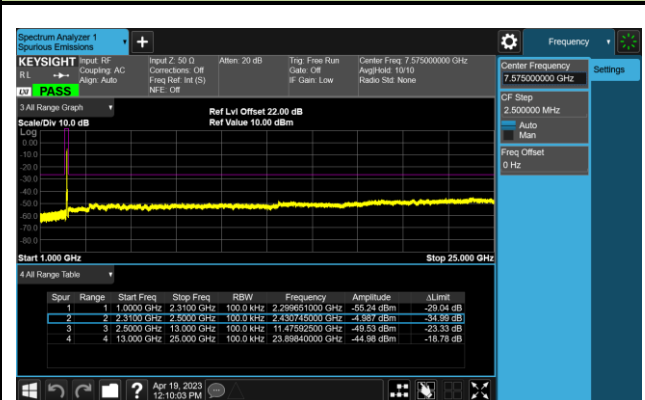 Spectrum Analyzer 1
Spurious Emissions
Frequency
KEYSIGHT Input: RF Input Z: 50 Ω Atten: 20 dB Trig: Free Run Center Freq: 7.575000000 GHz
RL Coupling: AC Corrections: Off Gate: Off Avg|Hold: 10/10
Align: Auto Freq Ref: Int (S) IF Gain: Low Radio Std: None
NFE: Off
LXI PASS
3 All Range Graph
Ref Lvl Offset 22.00 dB
Scale/Div 10.0 dB Ref Value 10.00 dBm
Log
0.00
-10.0
-20.0
-30.0
-40.0
-50.0
-60.0
-70.0
-80.0
Start 1.000 GHz Stop 25.000 GHz
4 All Range Table
Spur Range Start Freq Stop Freq RBW Frequency Amplitude ΔLimit
1 1 1.0000 GHz 2.3100 GHz 100.0 kHz 2.299651000 GHz -55.24 dBm -29.04 dB
2 2 2.3100 GHz 2.5000 GHz 100.0 kHz 2.430745000 GHz -4.987 dBm -34.99 dB
3 3 2.5000 GHz 13.000 GHz 100.0 kHz 11.47592500 GHz -49.53 dBm -23.33 dB
4 4 13.000 GHz 25.000 GHz 100.0 kHz 23.89840000 GHz -44.98 dBm -18.78 dB
Center Frequency
7.575000000 GHz
Settings
CF Step
2.500000 MHz
Auto
Man
Freq Offset
0 Hz
Apr 19, 2023
12:10:03 PM